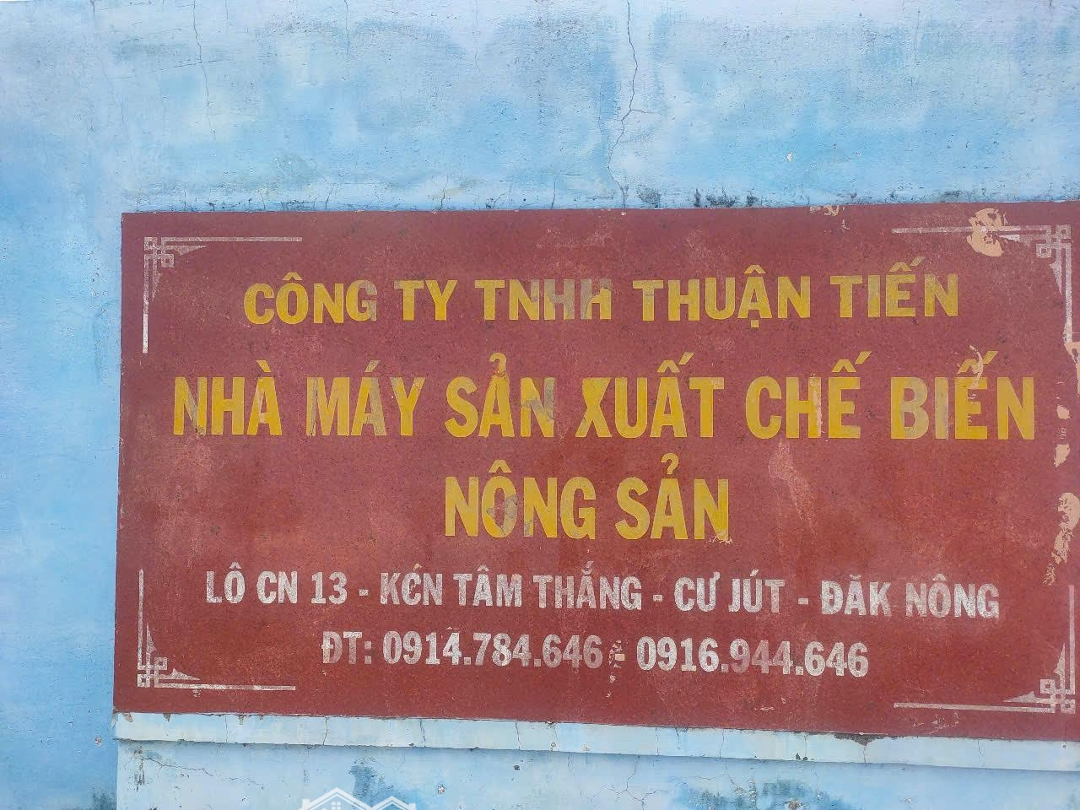 CÔNG TY TNHH THUẬN TIẾN
NHÀ MÁY SẢN XUẤT CHẾ BIẾN
NÔNG SẢN
LÔ CN 13 - KCN TÂM THẮNG - CƯ JÚT - ĐĂK NÔNG
ĐT: 0914.784.646 - 0916.944.646